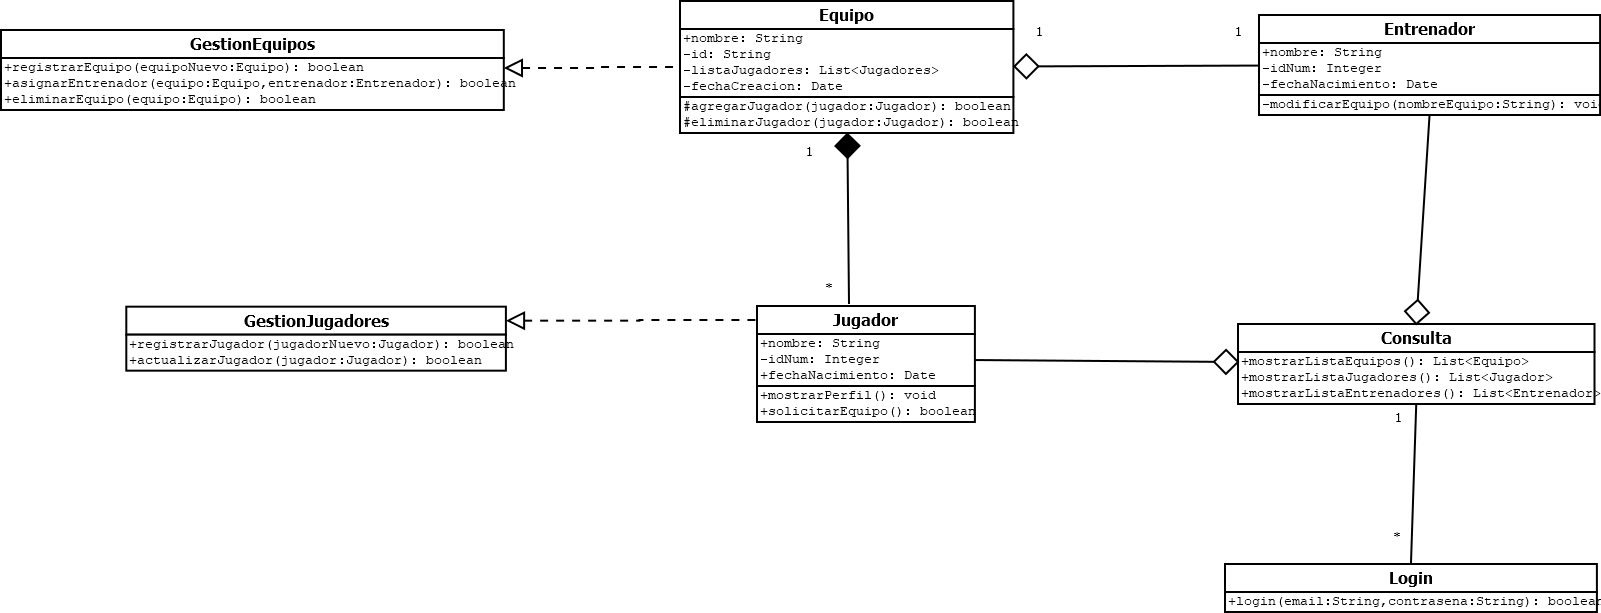 GestionEquipos
+registrarEquipo(equipoNuevo:Equipo): boolean
+asignarEntrenador(equipo:Equipo,entrenador:Entrenador): boolean
+eliminarEquipo(equipo:Equipo): boolean
Equipo
+nombre: String
-id: String
-listaJugadores: List<Jugadores>
-fechaCreacion: Date
#agregarJugador(jugador:Jugador): boolean
#eliminarJugador(jugador:Jugador): boolean
1
1
Entrenador
+nombre: String
-idNum: Integer
-fechaNacimiento: Date
-modificarEquipo(nombreEquipo:String): voi
1
*
GestionJugadores
+registrarJugador(jugadorNuevo:Jugador): boolean
+actualizarJugador(jugador:Jugador): boolean
Jugador
+nombre: String
-idNum: Integer
+fechaNacimiento: Date
+mostrarPerfil(): void
+solicitarEquipo(): boolean
Consulta
+mostrarListaEquipos(): List<Equipo>
+mostrarListaJugadores(): List<Jugador>
+mostrarListaEntrenadores(): List<Entrenador>
1
*
Login
+login(email:String,contrasena:String): boolean